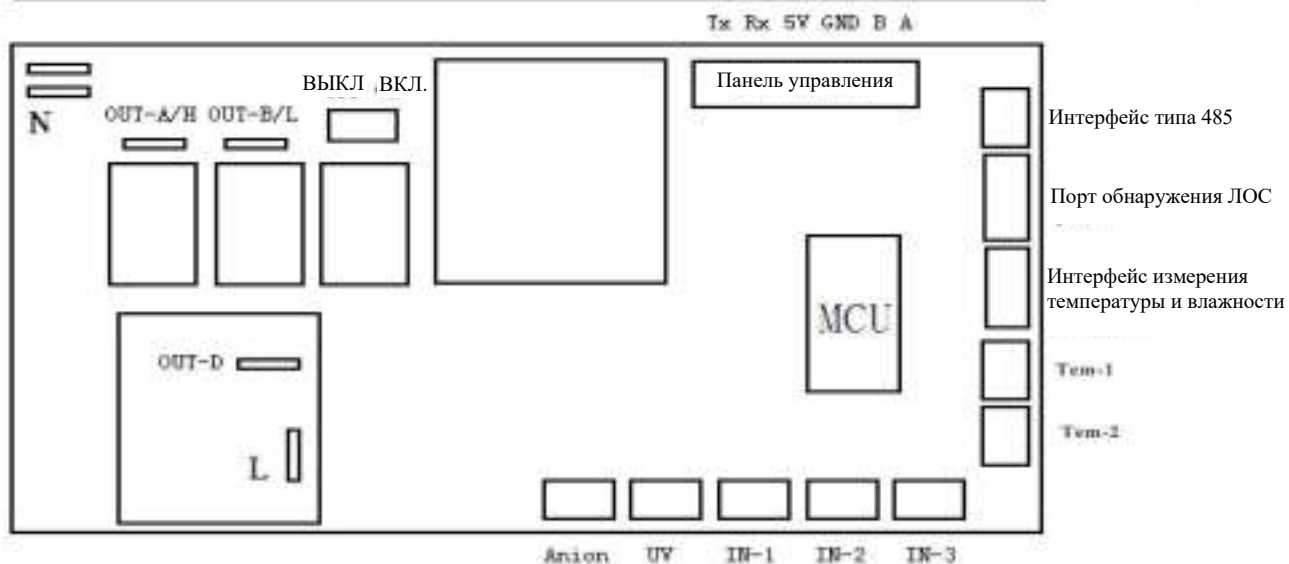 Tx Rx 5V GND B A
Панель управления
ВЫКЛ ВКЛ.
N
OUT-A/H OUT-B/L
Интерфейс типа 485
Порт обнаружения ЛОС
Интерфейс измерения
температуры и влажности
MCU
OUT-D
Tem-1
L
Tem-2
Anion UV IN-1 IN-2 IN-3